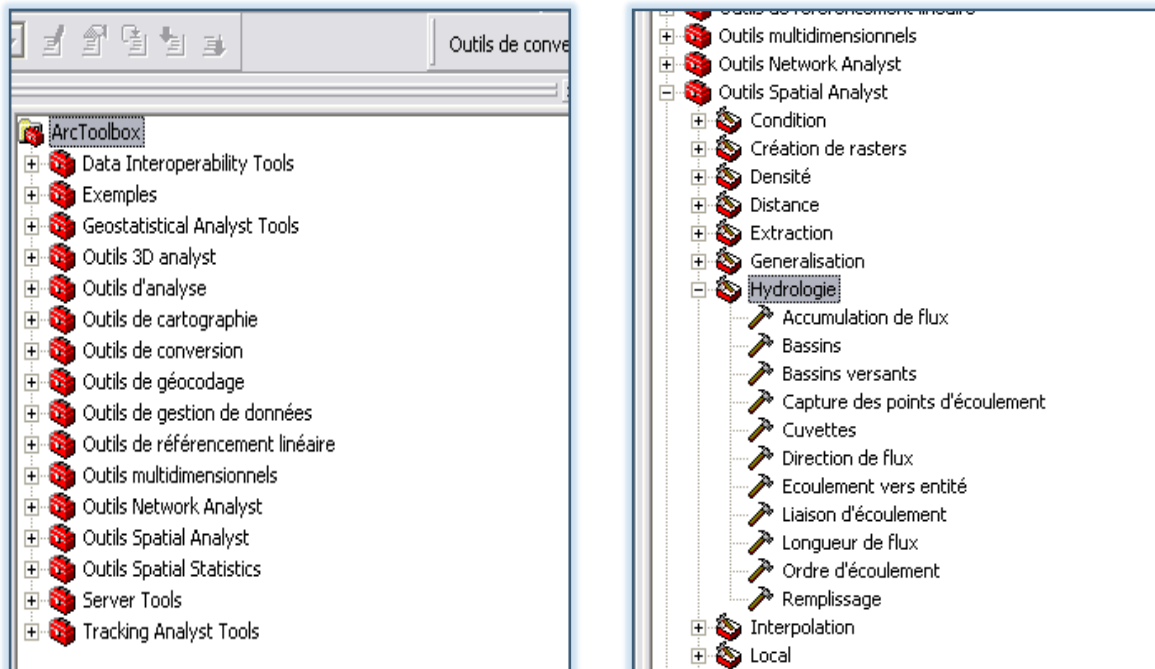 Outils de conve
ArcToolbox
Data Interoperability Tools
Exemples
Geostatistical Analyst Tools
Outils 3D analyst
Outils d'analyse
Outils de cartographie
Outils de conversion
Outils de géocodage
Outils de gestion de données
Outils de référencement linéaire
Outils multidimensionnels
Outils Network Analyst
Outils Spatial Analyst
Outils Spatial Statistics
Server Tools
Tracking Analyst Tools
Outils de référencement linéaire
Outils multidimensionnels
Outils Network Analyst
Outils Spatial Analyst
Condition
Création de rasters
Densité
Distance
Extraction
Generalisation
Hydrologie
Accumulation de flux
Bassins
Bassins versants
Capture des points d'écoulement
Cuvettes
Direction de flux
Ecoulement vers entité
Liaison d'écoulement
Longueur de flux
Ordre d'écoulement
Remplissage
Interpolation
Local